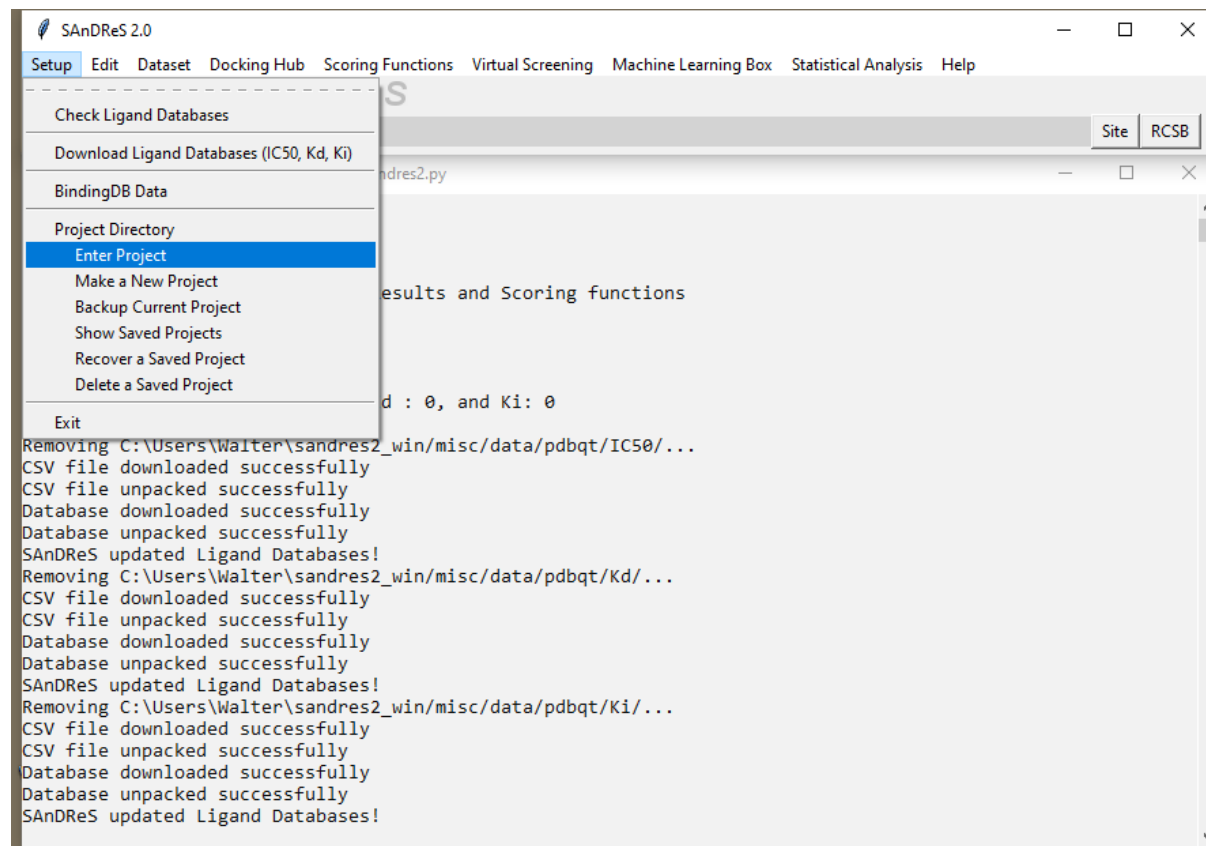 SAnDReS 2.0
Setup Edit Dataset Docking Hub Scoring Functions Virtual Screening Machine Learning Box Statistical Analysis Help
S
Check Ligand Databases
Site RCSB
Download Ligand Databases (IC50, Kd, Ki)
ndres2.py
BindingDB Data
Project Directory
Enter Project
Make a New Project
esults and Scoring functions
Backup Current Project
Show Saved Projects
Recover a Saved Project
Delete a Saved Project
d : 0, and Ki: 0
Exit
Removing C:\Users\Walter\sandres2_win/misc/data/pdbqt/IC50/...
CSV file downloaded successfully
CSV file unpacked successfully
Database downloaded successfully
Database unpacked successfully
SAnDReS updated Ligand Databases!
Removing C:\Users\Walter\sandres2_win/misc/data/pdbqt/Kd/...
CSV file downloaded successfully
CSV file unpacked successfully
Database downloaded successfully
Database unpacked successfully
SAnDReS updated Ligand Databases!
Removing C:\Users\Walter\sandres2_win/misc/data/pdbqt/Ki/...
CSV file downloaded successfully
CSV file unpacked successfully
Database downloaded successfully
Database unpacked successfully
SAnDReS updated Ligand Databases!